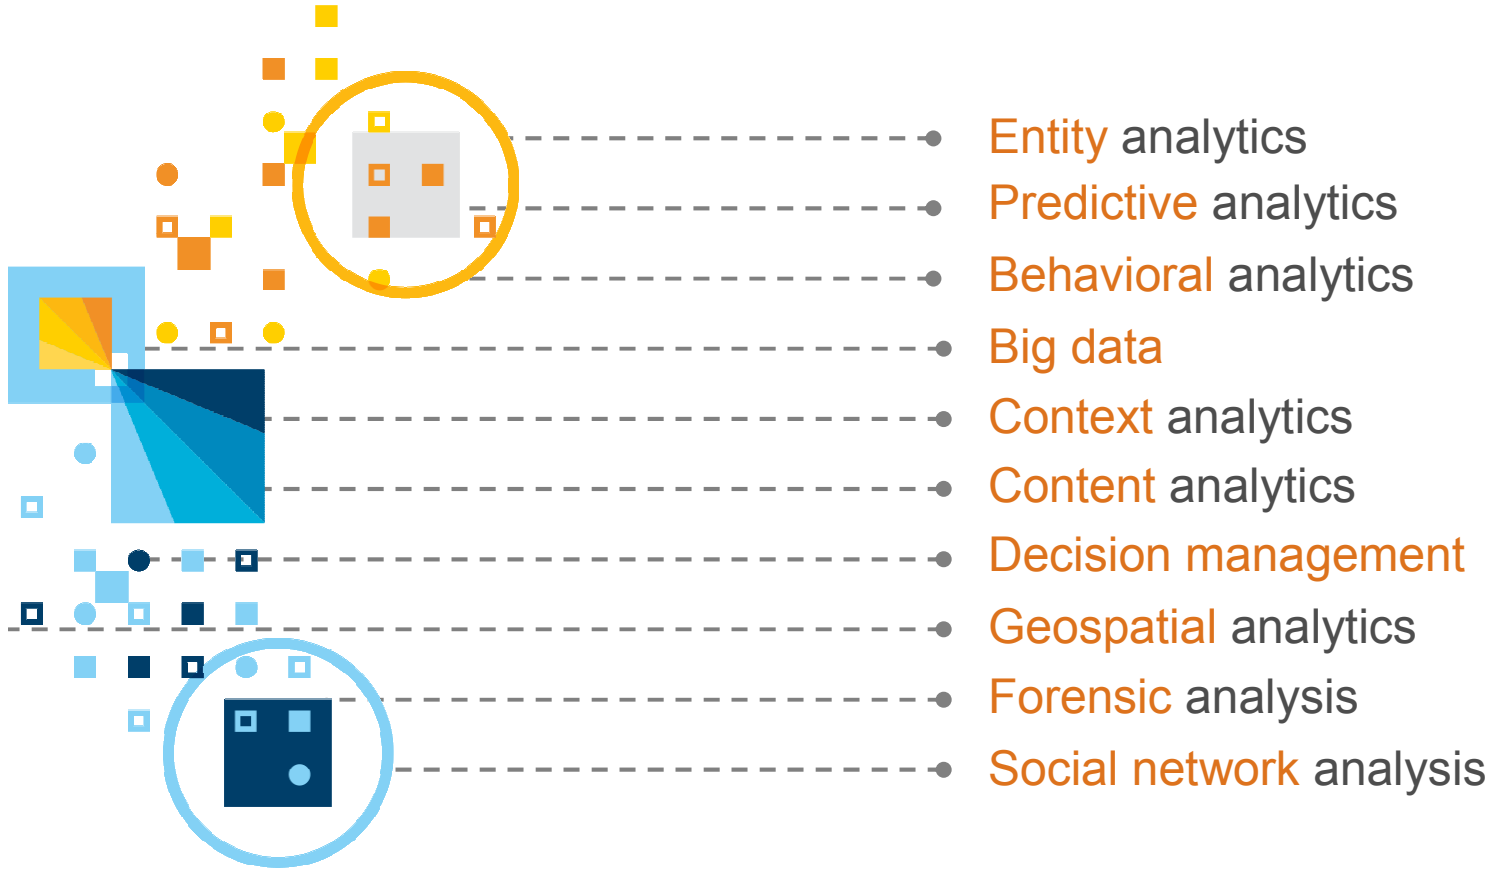 Entity analytics
Predictive analytics
Behavioral analytics
Big data
Context analytics
Content analytics
Decision management
Geospatial analytics
Forensic analysis
Social network analysis